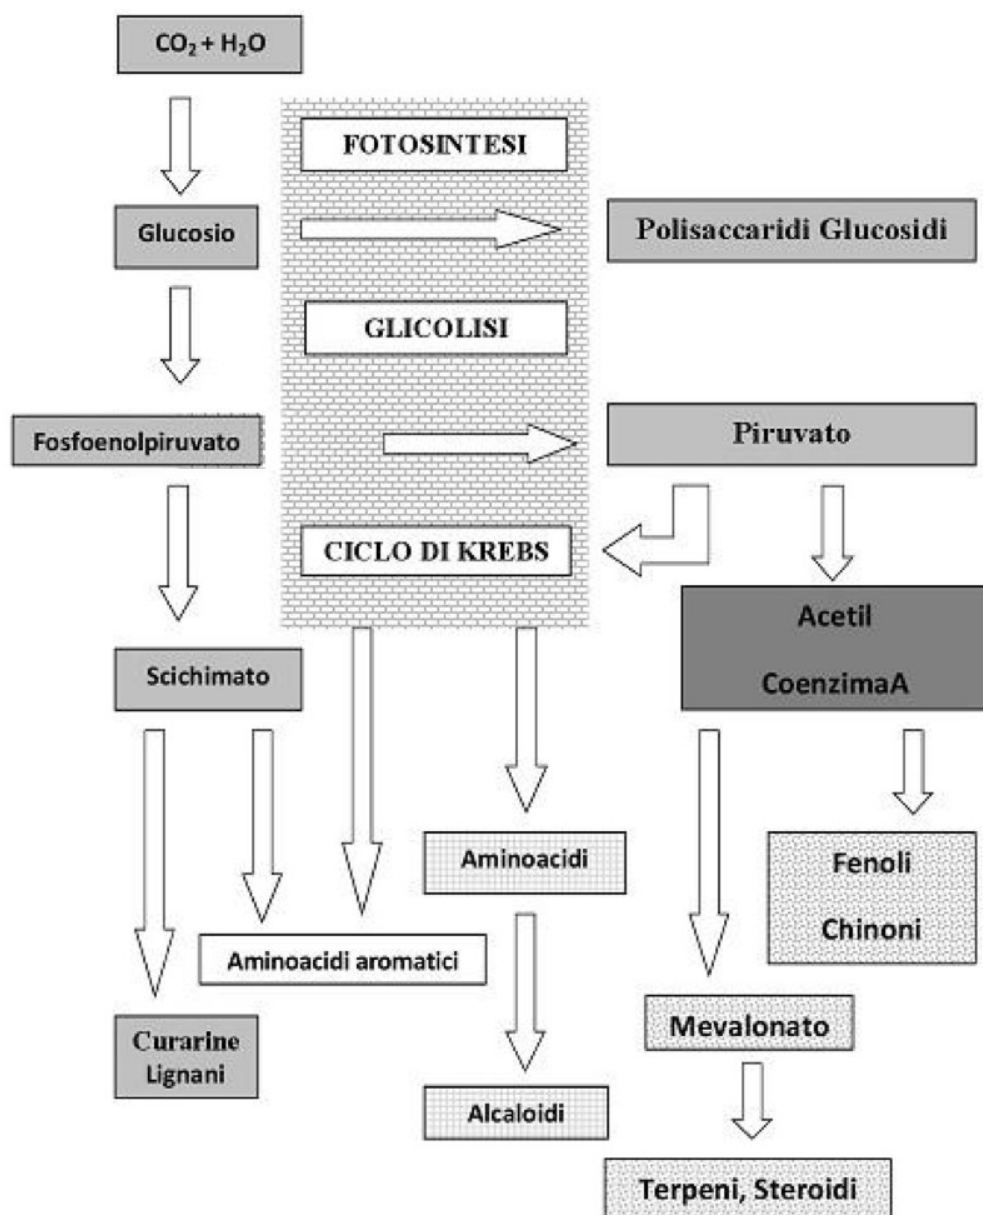 CO₂ + H₂O
FOTOSINTESI
Glucosio
Polisaccaridi Glucosidi
GLICOLISI
Fosfoenolpiruvato
Piruvato
CICLO DI KREBS
Acetil
CoenzimaA
Scichimato
Aminoacidi
Fenoli
Chinoni
Aminoacidi aromatici
Mevalonato
Curarine
Lignani
Alcaloidi
Terpeni, Steroidi